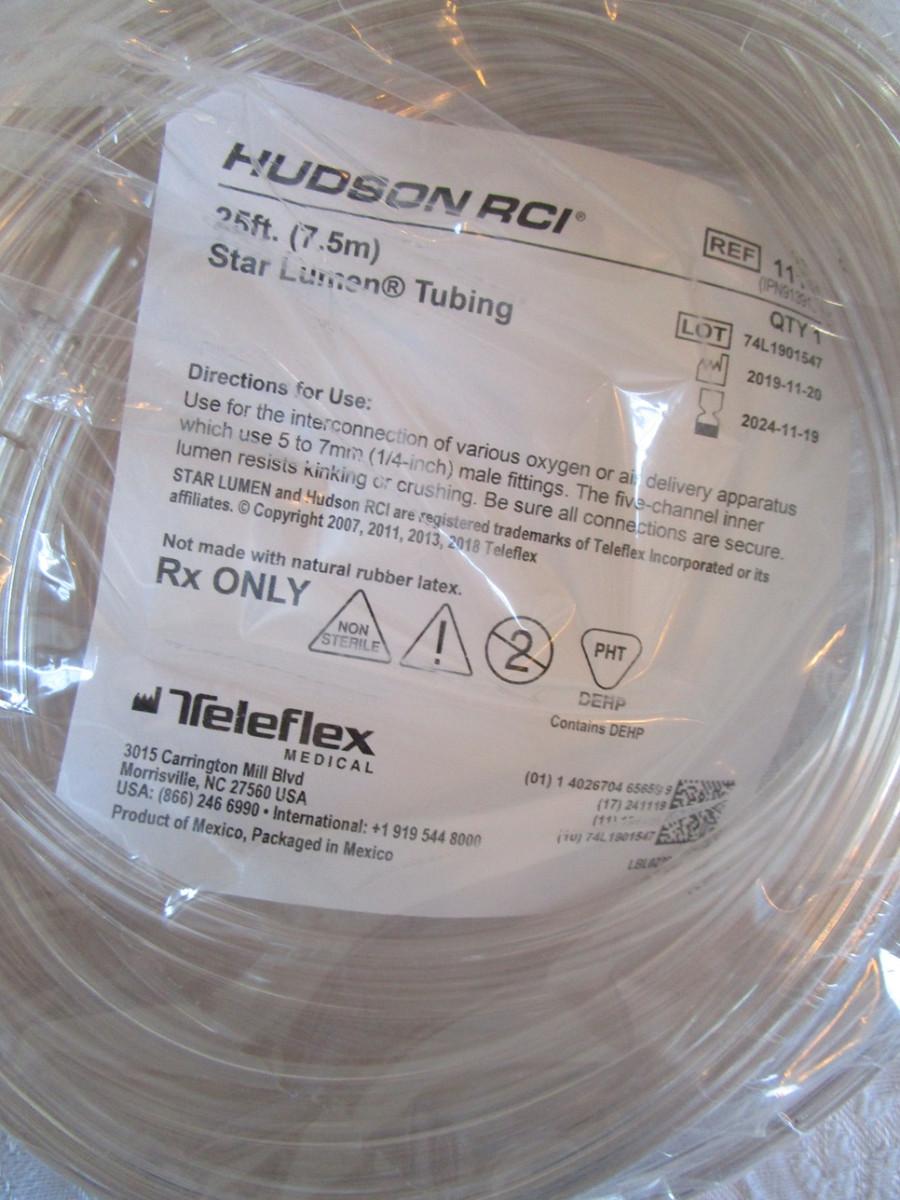 HUDSON RCI®
25ft. (7.5m)
Star Lumen® Tubing
REF 11
QTY 1
LOT 74L1901547
2019-11-20
2024-11-19
Directions for Use:
Use for the interconnection of various oxygen or air delivery apparatus
which use 5 to 7mm (1/4-inch) male fittings. The five-channel inner
lumen resists kinking or crushing. Be sure all connections are secure.
STAR LUMEN and Hudson RCI are registered trademarks of Teleflex Incorporated or its
affiliates. © Copyright 2007, 2011, 2013, 2018 Teleflex
Not made with natural rubber latex.
Rx ONLY
NON
STERILE
!
2
PHT
DEHP
Contains DEHP
Teleflex
MEDICAL
3015 Carrington Mill Blvd
Morrisville, NC 27560 USA
USA: (866) 246 6990 • International: +1 919 544 8000
Product of Mexico, Packaged in Mexico
(01) 1 4026704
(17) 241119
(10) 74L1901547